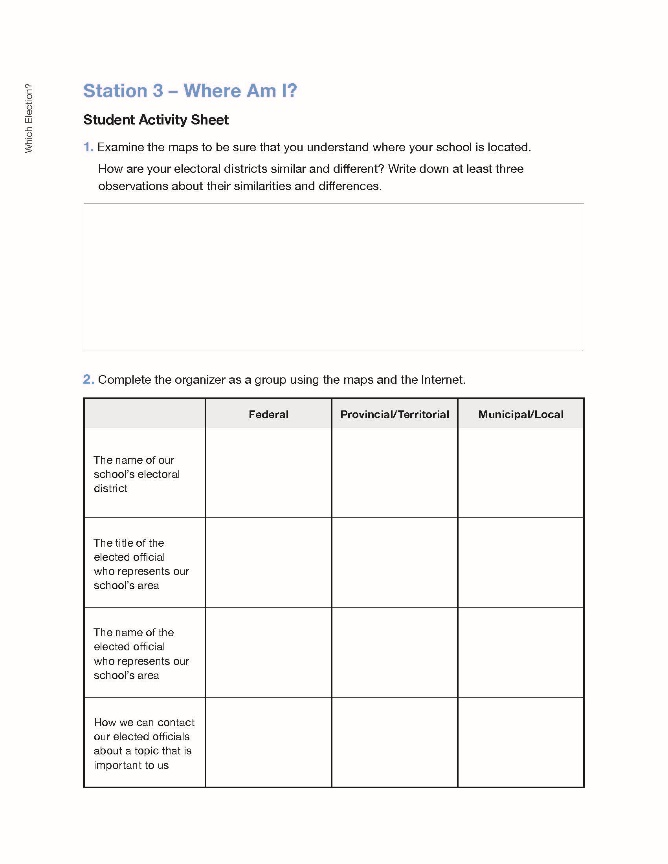 Which Election?
Station 3 – Where Am I?
Student Activity Sheet
1. Examine the maps to be sure that you understand where your school is located.
How are your electoral districts similar and different? Write down at least three
observations about their similarities and differences.
2. Complete the organizer as a group using the maps and the Internet.
Federal
Provincial/Territorial
Municipal/Local
The name of our
school's electoral
district
The title of the
elected official
who represents our
school's area
The name of the
elected official
who represents our
school's area
How we can contact
our elected officials
about a topic that is
important to us